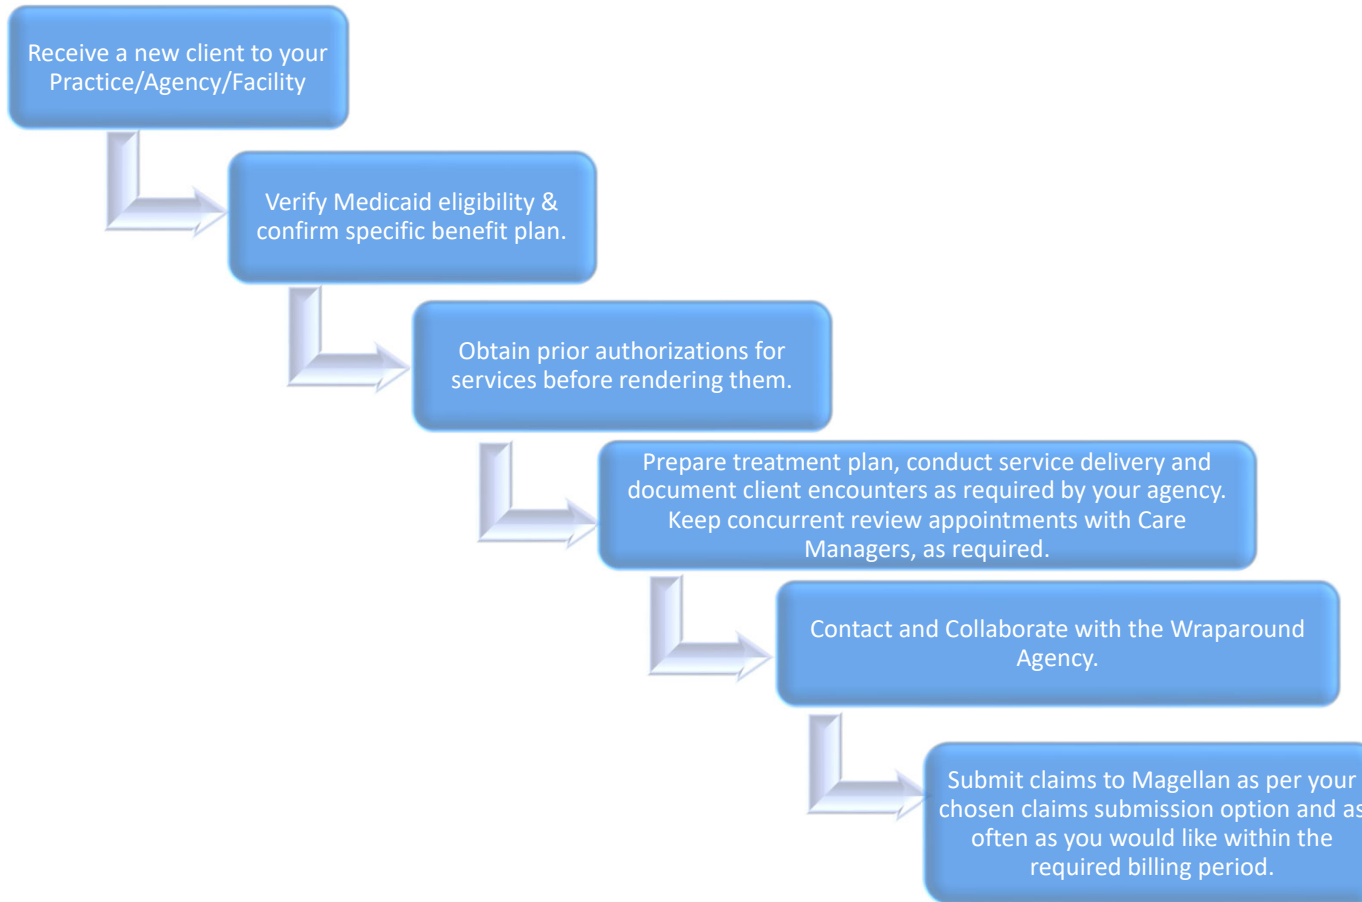 Receive a new client to your
Practice/Agency/Facility
Verify Medicaid eligibility &
confirm specific benefit plan.
Obtain prior authorizations for
services before rendering them.
Prepare treatment plan, conduct service delivery and
document client encounters as required by your agency.
Keep concurrent review appointments with Care
Managers, as required.
Contact and Collaborate with the Wraparound
Agency.
Submit claims to Magellan as per your
chosen claims submission option and as
often as you would like within the
required billing period.